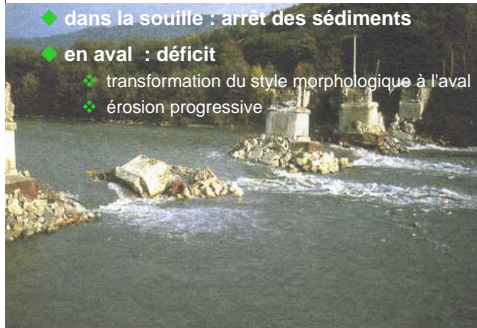 dans la souille : arrêt des sédiments
en aval : déficit
transformation du style morphologique à l'aval
érosion progressive